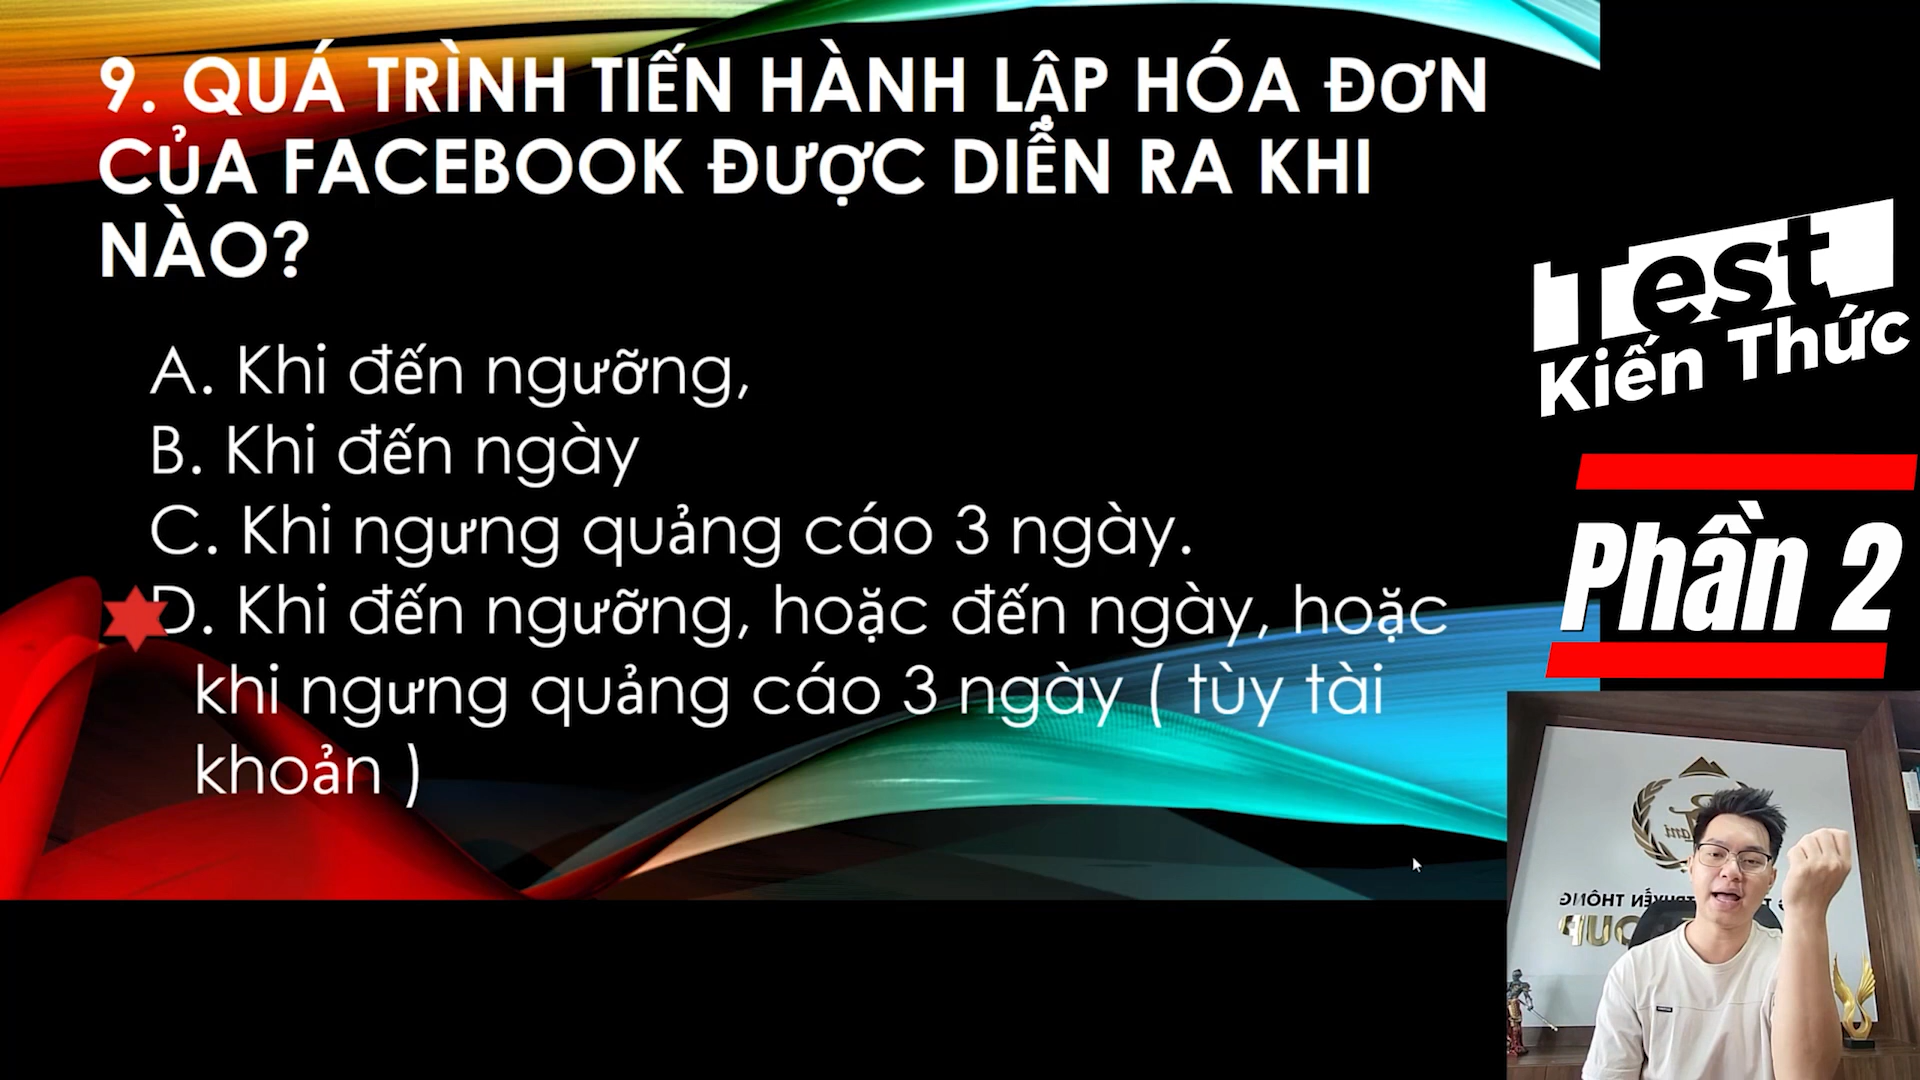 9. QUÁ TRÌNH TIẾN HÀNH LẬP HÓA ĐƠN
CỦA FACEBOOK ĐƯỢC DIỄN RA KHI
NÀO?
A. Khi đến ngưỡng,
B. Khi đến ngày
C. Khi ngưng quảng cáo 3 ngày.
D. Khi đến ngưỡng, hoặc đến ngày, hoặc
khi ngưng quảng cáo 3 ngày ( tùy tài
khoản )
Test
Kiến Thức
Phần 2
TRUYỀN THÔNG